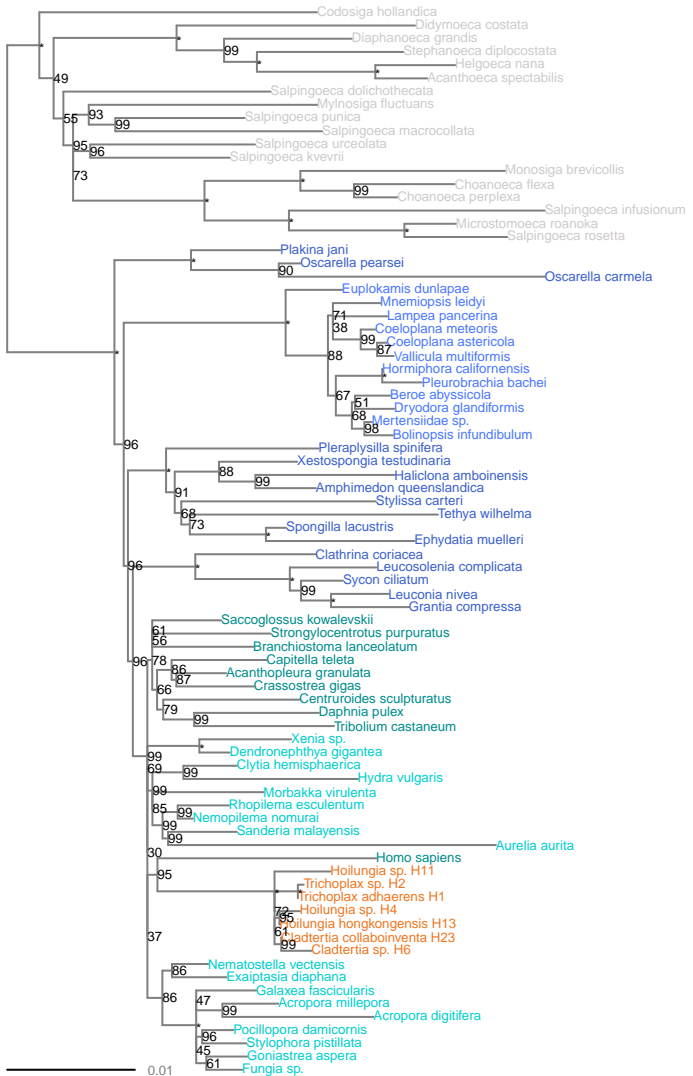 Codosiga hollandica
Didymoeca costata
*
*
Diaphanoeca grandis
99
Stephanoeca diplocostata
*
Helgoeca nana
*
49
Acanthoeca spectabilis
Salpingoeca dolichothecata
Mylnosiga fluctuans
93
55
Salpingoeca punica
99
Salpingoeca macrocollata
95
Salpingoeca urceolata
96
Salpingoeca kvevrii
73
Monosiga brevicollis
*
Choanoeca flexa
99
Choanoeca perplexa
*
Salpingoeca infusionum
*
Microstomoeca roanoka
*
Salpingoeca rosetta
Plakina jani
*
Oscarella pearsei
90
Oscarella carmela
Euplokamis dunlapae
Mnemiopsis leidyi
71
Lampea pancerina
*
38
Coeloplana meteoris
99
Coeloplana astericola
87
*
88
Vallicula multiformis
Hormiphora californensis
*
Pleurobrachia bachei
67
Beroe abyssicola
51
Dryodora glandiformis
68
Mertensiidae sp.
98
Bolinopsis infundibulum
96
Pleraplysilla spinifera
Xestospongia testudinaria
*
88
Haliclona amboinensis
99
Amphimedon queenslandica
91
Stylissa carteri
68
Tethya wilhelma
73
Spongilla lacustris
*
Ephydatia muelleri
Clathrina coriacea
*
96
Leucosolenia complicata
*
Sycon ciliatum
99
Leuconia nivea
*
Grantia compressa
Saccoglossus kowalevskii
61
Strongylocentrotus purpuratus
56
Branchiostoma lanceolatum
96
78
Capitella teleta
86
Acanthopleura granulata
87
Crassostrea gigas
66
Centruroides sculpturatus
79
Daphnia pulex
99
Tribolium castaneum
Xenia sp.
*
Dendronephthya gigantea
99
Clytia hemisphaerica
69
99
Hydra vulgaris
99
Morbakka virulenta
85
Rhopilema esculentum
99
Nemopilema nomurai
99
Sanderia malayensis
99
Aurelia aurita
30
Homo sapiens
95
Hoilungia sp. H11
Trichoplax sp. H2
*
*
Trichoplax adhaerens H1
72
Hoilungia sp. H4
95
Hoilungia hongkongensis H13
61
Cladtertia collaboinventa H23
99
Cladtertia sp. H6
37
Nematostella vectensis
86
Exaiptasia diaphana
86
Galaxea fascicularis
47
Acropora millepora
99
Acropora digitifera
*
Pocillopora damicornis
96
Stylophora pistillata
45
Goniastrea aspera
61
Fungia sp.
0.01